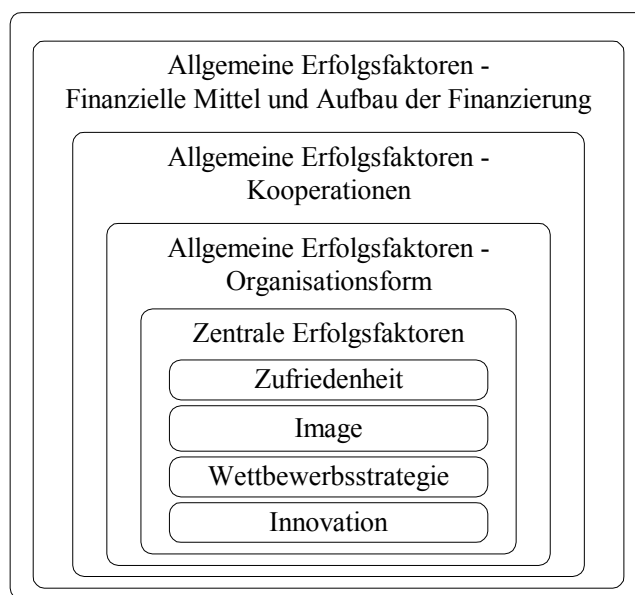 Allgemeine Erfolgsfaktoren -
Finanzielle Mittel und Aufbau der Finanzierung
Allgemeine Erfolgsfaktoren -
Kooperationen
Allgemeine Erfolgsfaktoren -
Organisationsform
Zentrale Erfolgsfaktoren
Zufriedenheit
Image
Wettbewerbsstrategie
Innovation